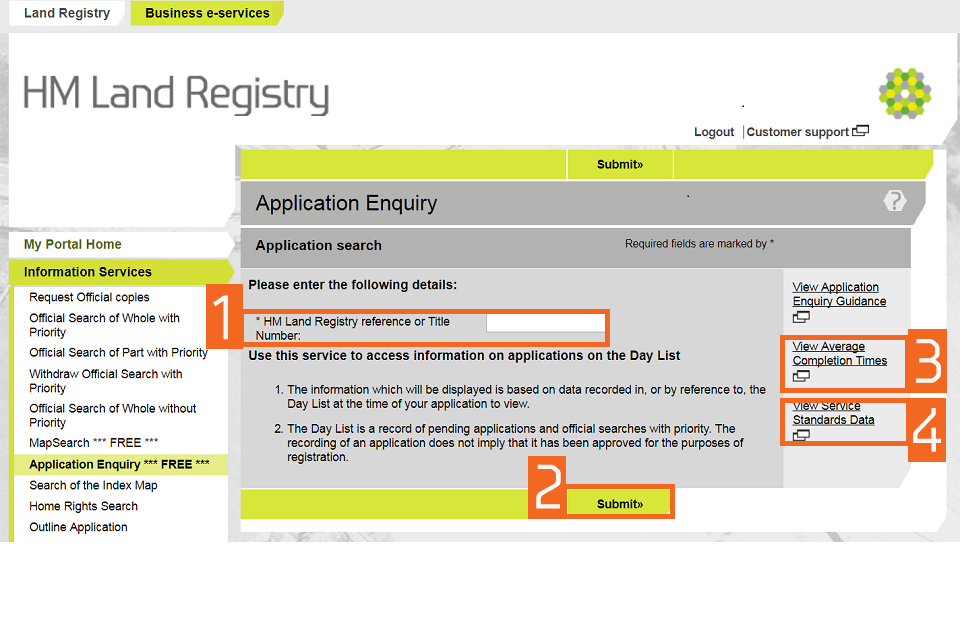 Land Registry
Business e-services
HM Land Registry
Logout
Customer support
Submit»
Application Enquiry
?
Application search
Required fields are marked by *
My Portal Home
Information Services
Request Official copies
Official Search of Whole with
Priority
Official Search of Part with Priority
Withdraw Official Search with
Priority
Official Search of Whole without
Priority
MapSearch *** FREE ***
Application Enquiry *** FREE ***
Search of the Index Map
Home Rights Search
Outline Application
Please enter the following details:
1
* HM Land Registry reference or Title
Number:
Use this service to access information on applications on the Day List
1. The information which will be displayed is based on data recorded in, or by reference to, the
Day List at the time of your application to view.
2. The Day List is a record of pending applications and official searches with priority. The
recording of an application does not imply that it has been approved for the purposes of
registration.
2
Submit»
View Application
Enquiry Guidance
View Average
Completion Times
3
View Service
Standards Data
4